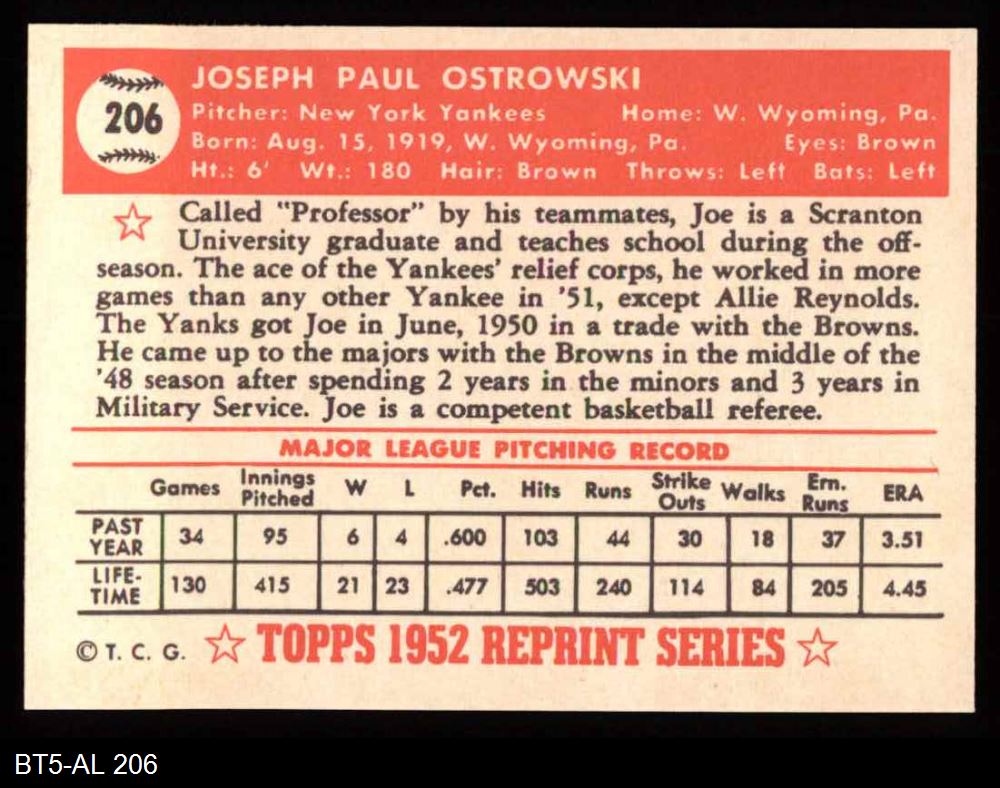 206
JOSEPH PAUL OSTROWSKI
Pitcher: New York Yankees Home: W. Wyoming, Pa.
Born: Aug. 15, 1919, W. Wyoming, Pa. Eyes: Brown
Ht.: 6' Wt.: 180 Hair: Brown Throws: Left Bats: Left
Called "Professor" by his teammates, Joe is a Scranton
University graduate and teaches school during the off-
season. The ace of the Yankees' relief corps, he worked in more
games than any other Yankee in '51, except Allie Reynolds.
The Yanks got Joe in June, 1950 in a trade with the Browns.
He came up to the majors with the Browns in the middle of the
'48 season after spending 2 years in the minors and 3 years in
Military Service. Joe is a competent basketball referee.
MAJOR LEAGUE PITCHING RECORD
Games Innings Pitched W L Pct. Hits Runs Strike Outs Walks Ern. Runs ERA
PAST YEAR 34 95 6 4 .600 103 44 30 18 37 3.51
LIFE-TIME 130 415 21 23 .477 503 240 114 84 205 4.45
© T. C. G. ☆ TOPPS 1952 REPRINT SERIES ☆
BT5-AL 206